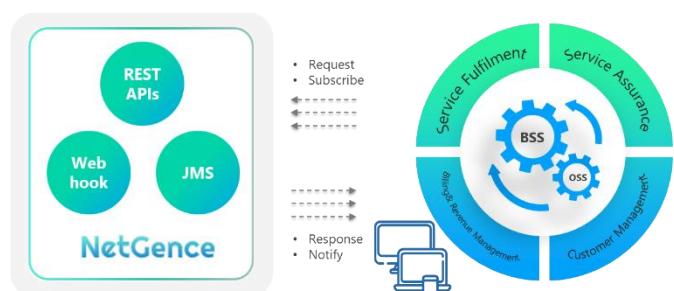 REST
APIs
Web
hook
JMS
NetGence
• Request
• Subscribe
• Response
• Notify
Service Fulfilment
Service Assurance
BSS
OSS
Billing& Revenue Management
Customer Management